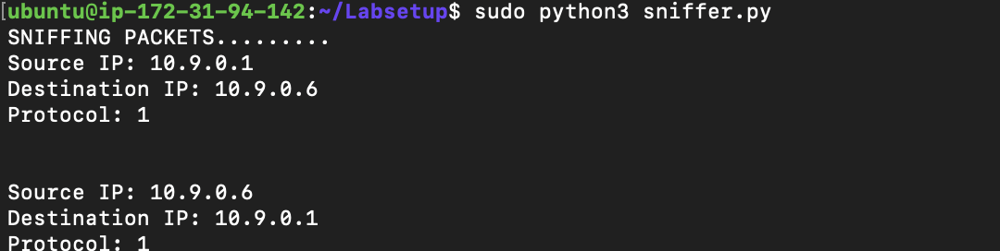 [ubuntu@ip-172-31-94-142:~/Labsetup$ sudo python3 sniffer.py
SNIFFING PACKETS.........
Source IP: 10.9.0.1
Destination IP: 10.9.0.6
Protocol: 1
Source IP: 10.9.0.6
Destination IP: 10.9.0.1
Protocol: 1